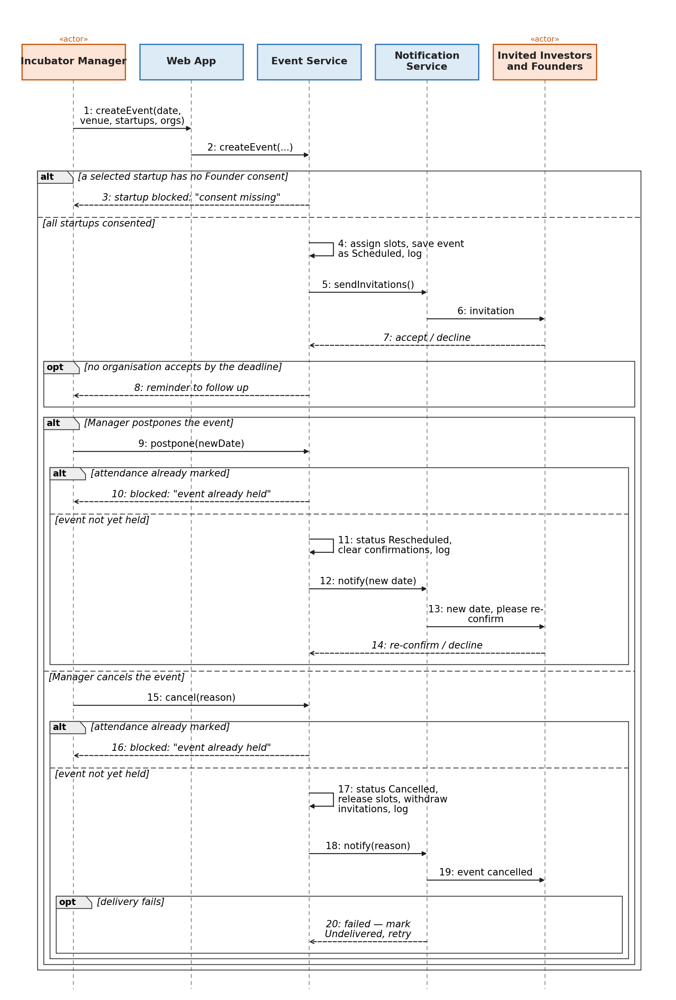 «actor»
«actor»
Incubator Manager
Web App
Event Service
Notification
Service
Invited Investors
and Founders
1: createEvent(date,
venue, startups, orgs)
2: createEvent(...)
alt
[a selected startup has no Founder consent]
3: startup blocked: "consent missing"
[all startups consented]
4: assign slots, save event
as Scheduled, log
5: sendInvitations()
6: invitation
7: accept / decline
opt
[no organisation accepts by the deadline]
8: reminder to follow up
alt
[Manager postpones the event]
9: postpone(newDate)
alt
[attendance already marked]
10: blocked: "event already held"
[event not yet held]
11: status Rescheduled,
clear confirmations, log
12: notify(new date)
13: new date, please re-
confirm
14: re-confirm / decline
[Manager cancels the event]
15: cancel(reason)
alt
[attendance already marked]
16: blocked: "event already held"
[event not yet held]
17: status Cancelled,
release slots, withdraw
invitations, log
18: notify(reason)
19: event cancelled
opt
[delivery fails]
20: failed — mark
Undelivered, retry